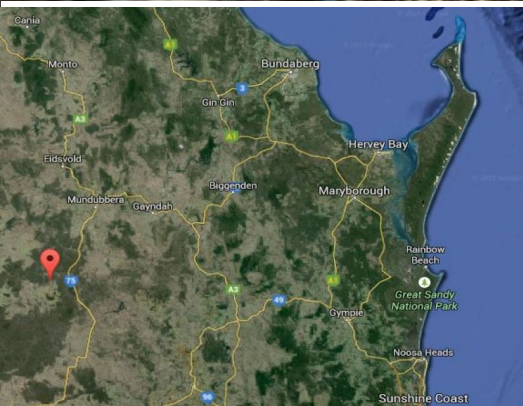 Cania
Monto
A1
Bundaberg
3
Gin Gin
A3
A1
Hervey Bay
Eidsvold
Biggenden
Maryborough
Mundubbera
Gayndah
Rainbow
Beach
75
A3
49
A1
Great Sandy
National Park
Gympie
Noosa Heads
96
Sunshine Coast